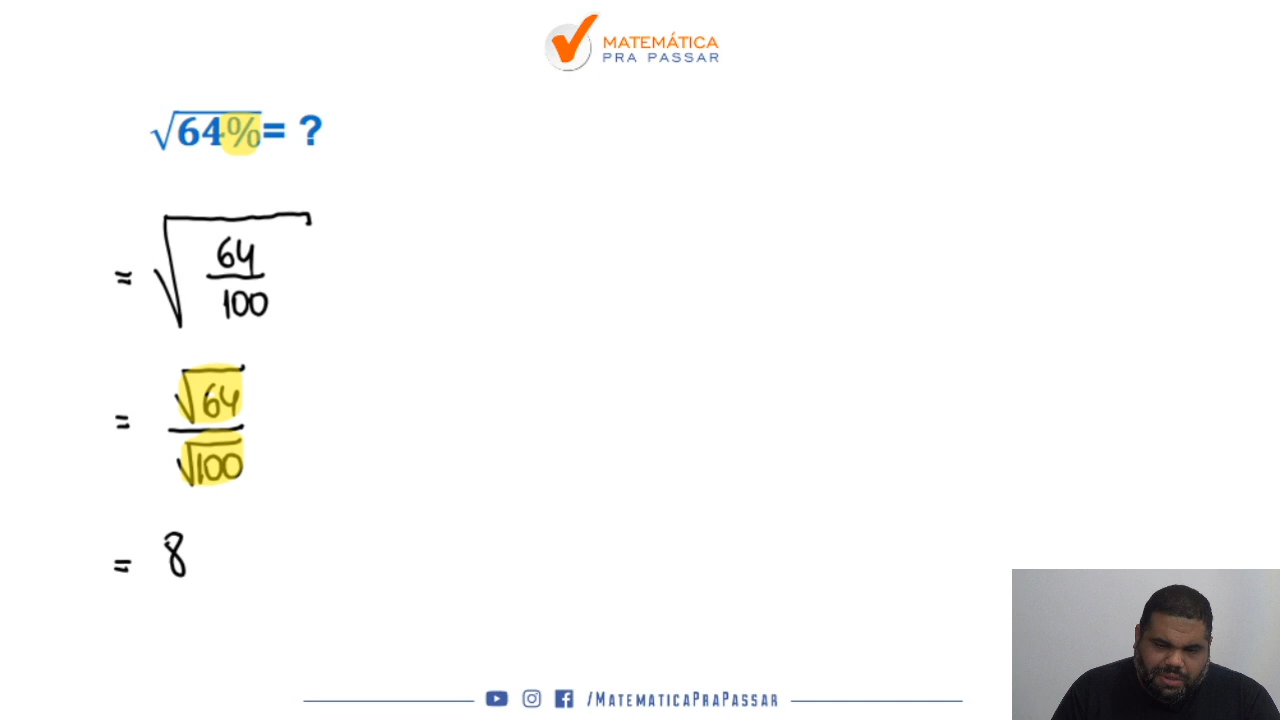 MATEMÁTICA
PRA PASSAR
√64%= ?
= √(64/100)
= √64/√100
= 8
/MATEMATICAPRAPASSAR